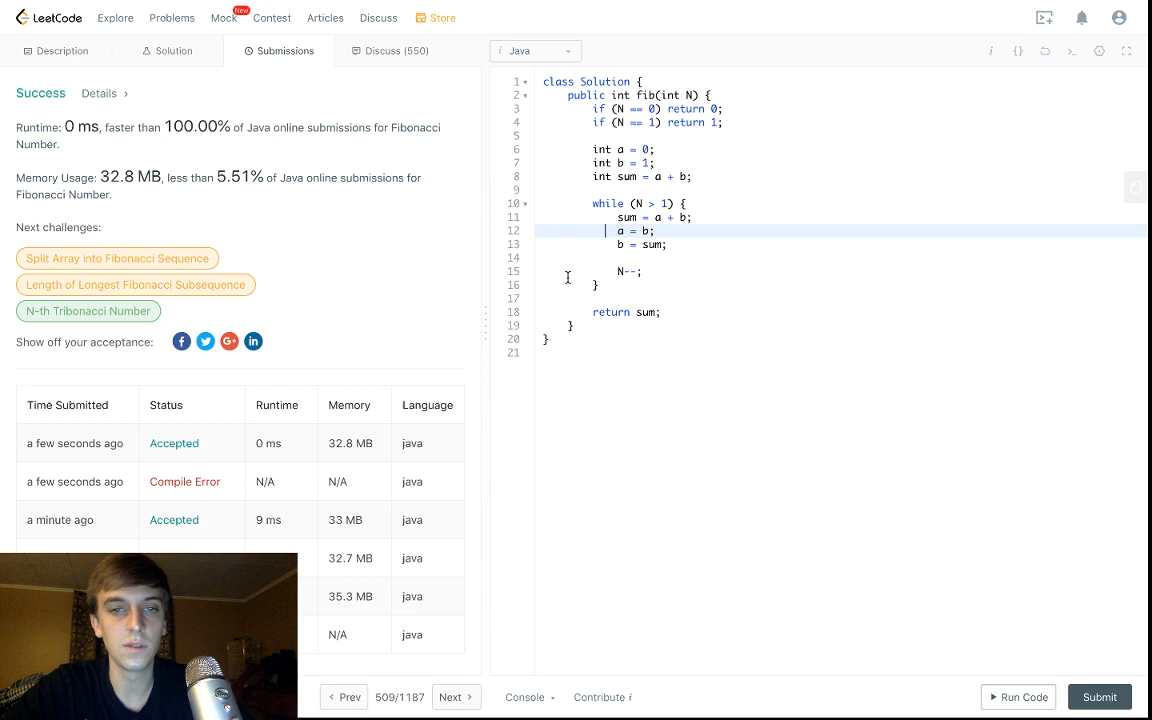 LeetCode Explore Problems Mock New Contest Articles Discuss Store
Description Solution Submissions Discuss (550)
Success Details ›
Runtime: 0 ms, faster than 100.00% of Java online submissions for Fibonacci
Number.
Memory Usage: 32.8 MB, less than 5.51% of Java online submissions for
Fibonacci Number.
Next challenges:
Split Array into Fibonacci Sequence
Length of Longest Fibonacci Subsequence
N-th Tribonacci Number
Show off your acceptance: f G+ in
Time Submitted Status Runtime Memory Language
a few seconds ago Accepted 0 ms 32.8 MB java
a few seconds ago Compile Error N/A N/A java
a minute ago Accepted 9 ms 33 MB java
32.7 MB java
35.3 MB java
N/A java
‹ Prev 509/1187 Next ›
i Java
i {} >_
1 class Solution {
2 public int fib(int N) {
3 if (N == 0) return 0;
4 if (N == 1) return 1;
5
6 int a = 0;
7 int b = 1;
8 int sum = a + b;
9
10 while (N > 1) {
11 sum = a + b;
12 a = b;
13 b = sum;
14
15 N--;
16 }
17
18 return sum;
19 }
20 }
21
Console Contribute i Run Code Submit